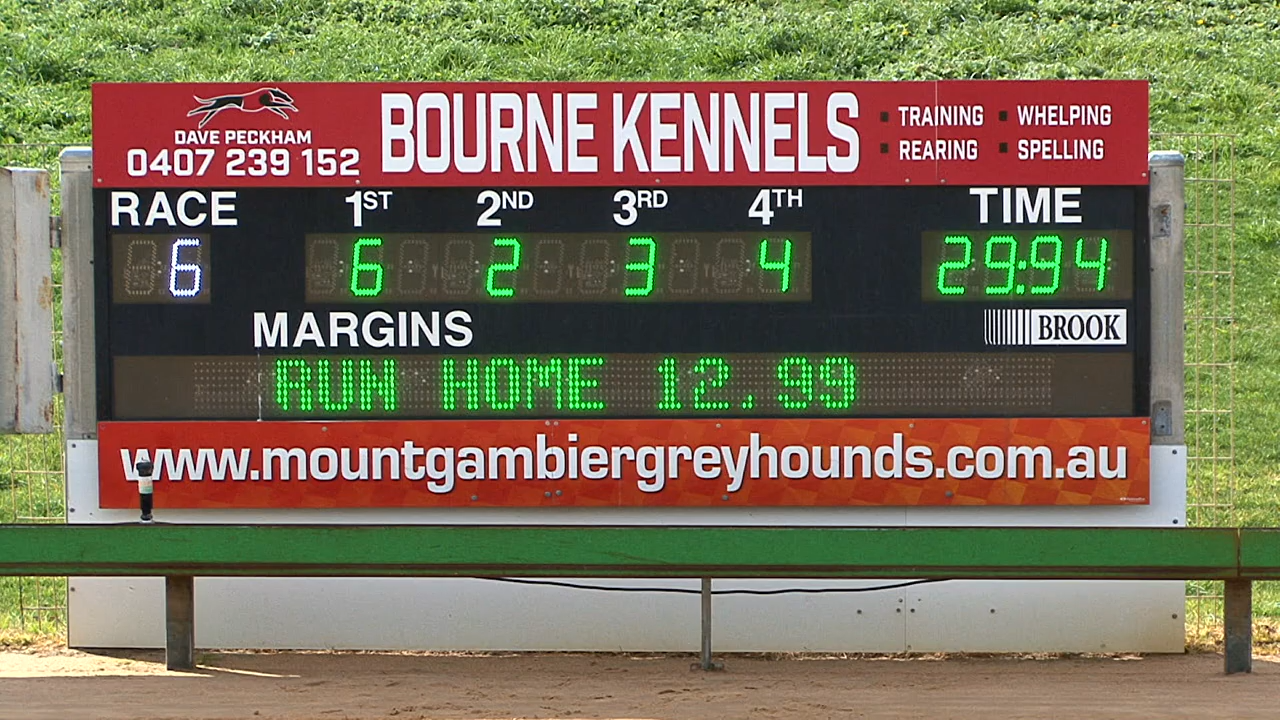 DAVE PECKHAM
0407 239 152
BOURNE KENNELS
TRAINING
WHELPING
REARING
SPELLING
RACE 1ST 2ND 3RD 4TH TIME
6 6 2 3 4 29:94
MARGINS
BROOK
RUN HOME 12.99
www.mountgambiergreyhounds.com.au